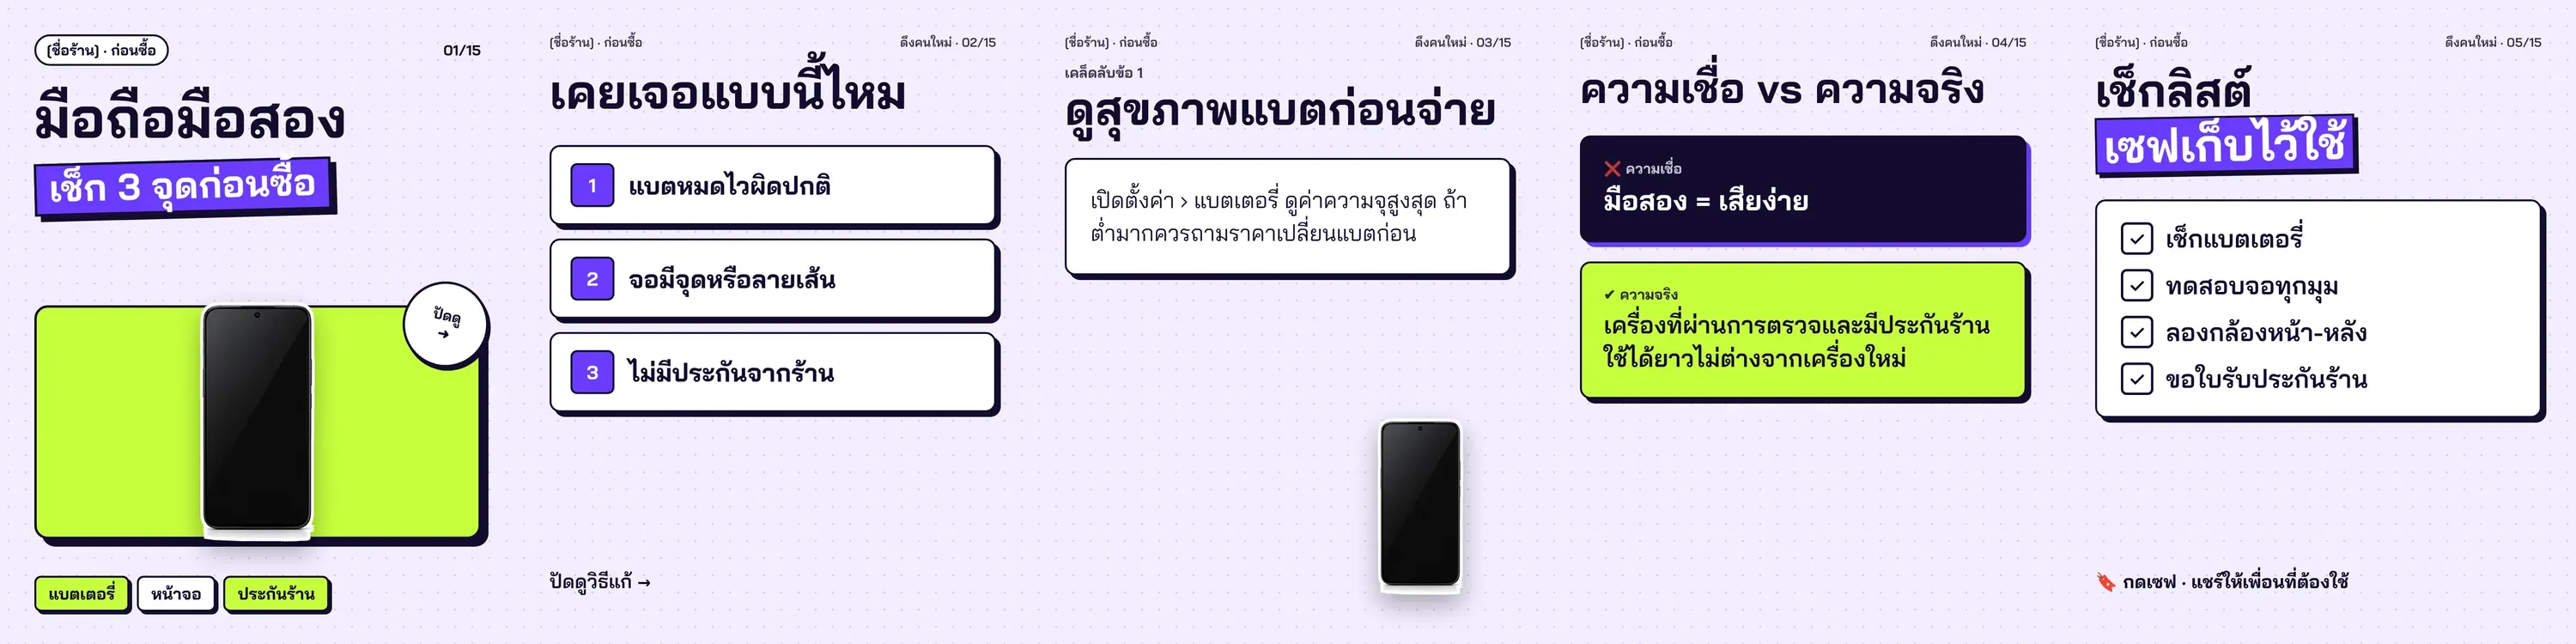 (ชื่อร้าน) · ก่อนซื้อ
01/15
มือถือมือสอง
เช็ก 3 จุดก่อนซื้อ
ปัดดู
→
แบตเตอรี่
หน้าจอ
ประกันร้าน
(ชื่อร้าน) · ก่อนซื้อ
ดึงคนใหม่ · 02/15
เคยเจอแบบนี้ไหม
1 แบตหมดไวผิดปกติ
2 จอมีจุดหรือลายเส้น
3 ไม่มีประกันจากร้าน
ปัดดูวิธีแก้ →
(ชื่อร้าน) · ก่อนซื้อ
ดึงคนใหม่ · 03/15
เคล็ดลับข้อ 1
ดูสุขภาพแบตก่อนจ่าย
เปิดตั้งค่า › แบตเตอรี่ ดูค่าความจุสูงสุด ถ้า
ต่ำมากควรถามราคาเปลี่ยนแบตก่อน
(ชื่อร้าน) · ก่อนซื้อ
ดึงคนใหม่ · 04/15
ความเชื่อ vs ความจริง
❌ ความเชื่อ
มือสอง = เสียง่าย
✔ ความจริง
เครื่องที่ผ่านการตรวจและมีประกันร้าน
ใช้ได้ยาวไม่ต่างจากเครื่องใหม่
(ชื่อร้าน) · ก่อนซื้อ
ดึงคนใหม่ · 05/15
เช็กลิสต์
เซฟเก็บไว้ใช้
เช็กแบตเตอรี่
ทดสอบจอทุกมุม
ลองกล้องหน้า-หลัง
ขอใบรับประกันร้าน
🔖 กดเซฟ · แชร์ให้เพื่อนที่ต้องใช้